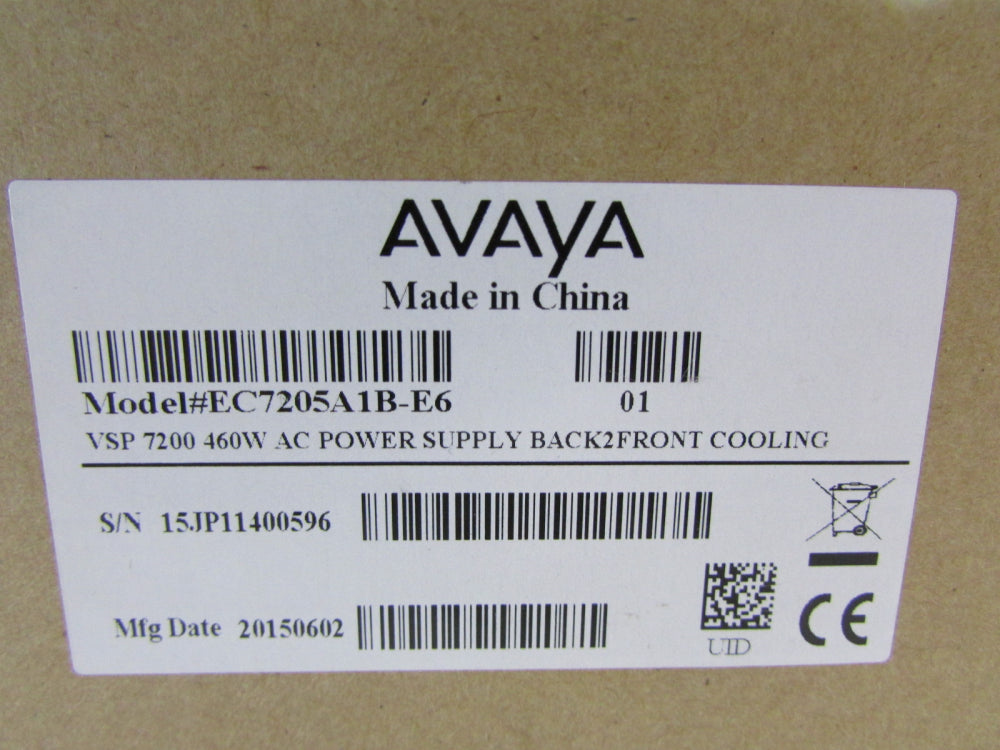 AVAYA
Made in China
Model#EC7205A1B-E6
01
VSP 7200 460W AC POWER SUPPLY BACK2FRONT COOLING
S/N 15JP11400596
Mfg Date 20150602
UID
CE